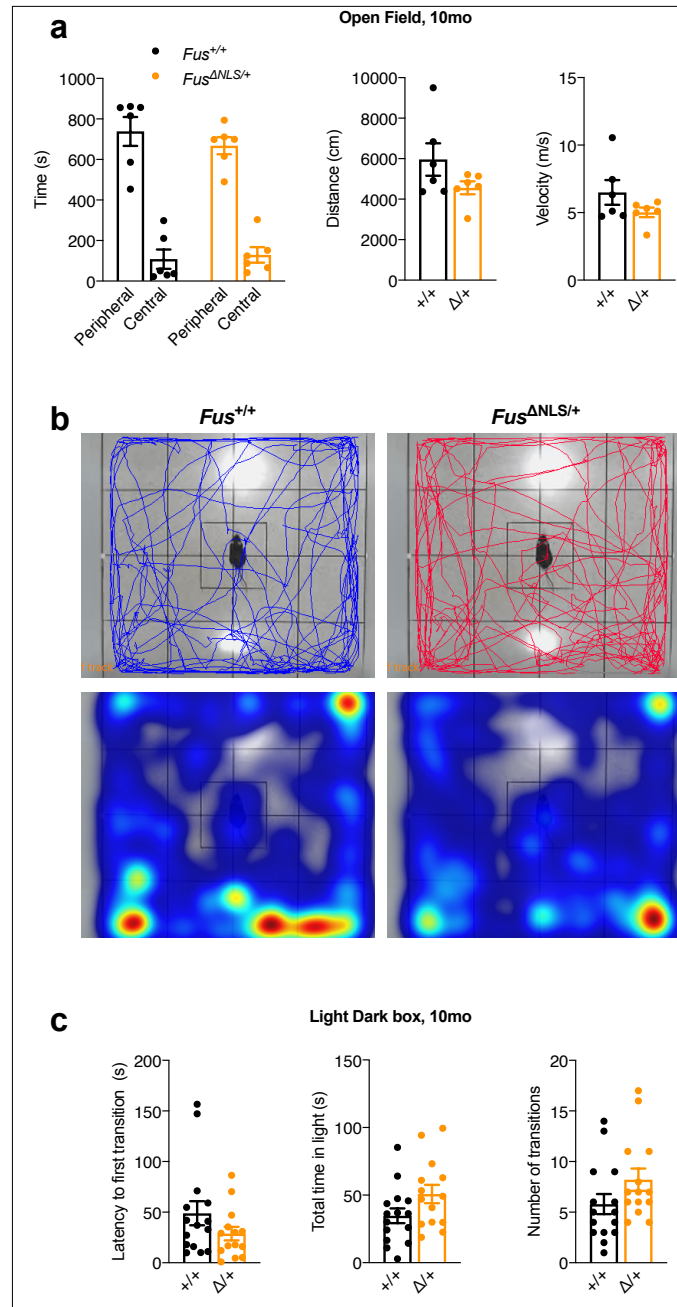 a
Open Field, 10mo
Fus+/+
FusΔNLS/+
Time (s)
1000
800
600
400
200
0
Peripheral
Central
Peripheral
Central
Distance (cm)
10000
8000
6000
4000
2000
0
+/+
Δ/+
Velocity (m/s)
15
10
5
0
+/+
Δ/+
b
Fus+/+
FusΔNLS/+
c
Light Dark box, 10mo
Latency to first transition (s)
200
150
100
50
0
+/+
Δ/+
Total time in light (s)
150
100
50
0
+/+
Δ/+
Number of transitions
20
15
10
5
0
+/+
Δ/+